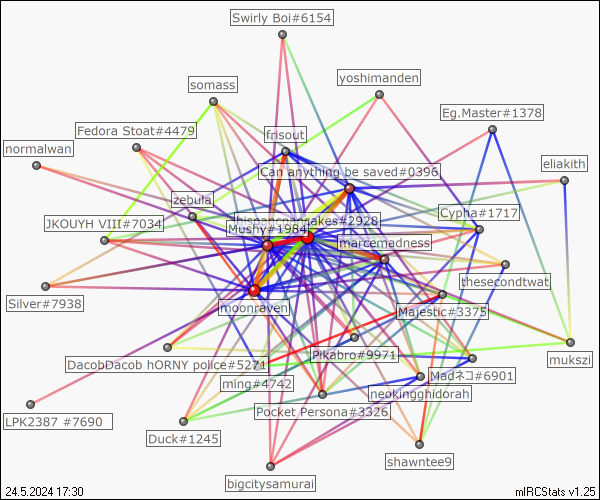 Swirly Boi#6154
yoshimanden
somass
Eg.Master#1378
Fedora Stoat#4479
frisout
normalwan
eliakith
Can anything be saved#0396
zebula
Cypha#1717
JKOUYH VIII#7034
hispancpancakes#2928
Mushy#1984
marcemadness
thesecondtwat
Silver#7938
moonraven
Majestic#3375
Pikabro#9971
mukszi
DacobDacob hORNY police#5271
Madネコ#6901
ming#4742
neokingghidorah
LPK2387 #7690
Pocket Persona#3326
Duck#1245
shawntee9
bigcitysamurai
24.5.2024 17:30
mIRCStats v1.25